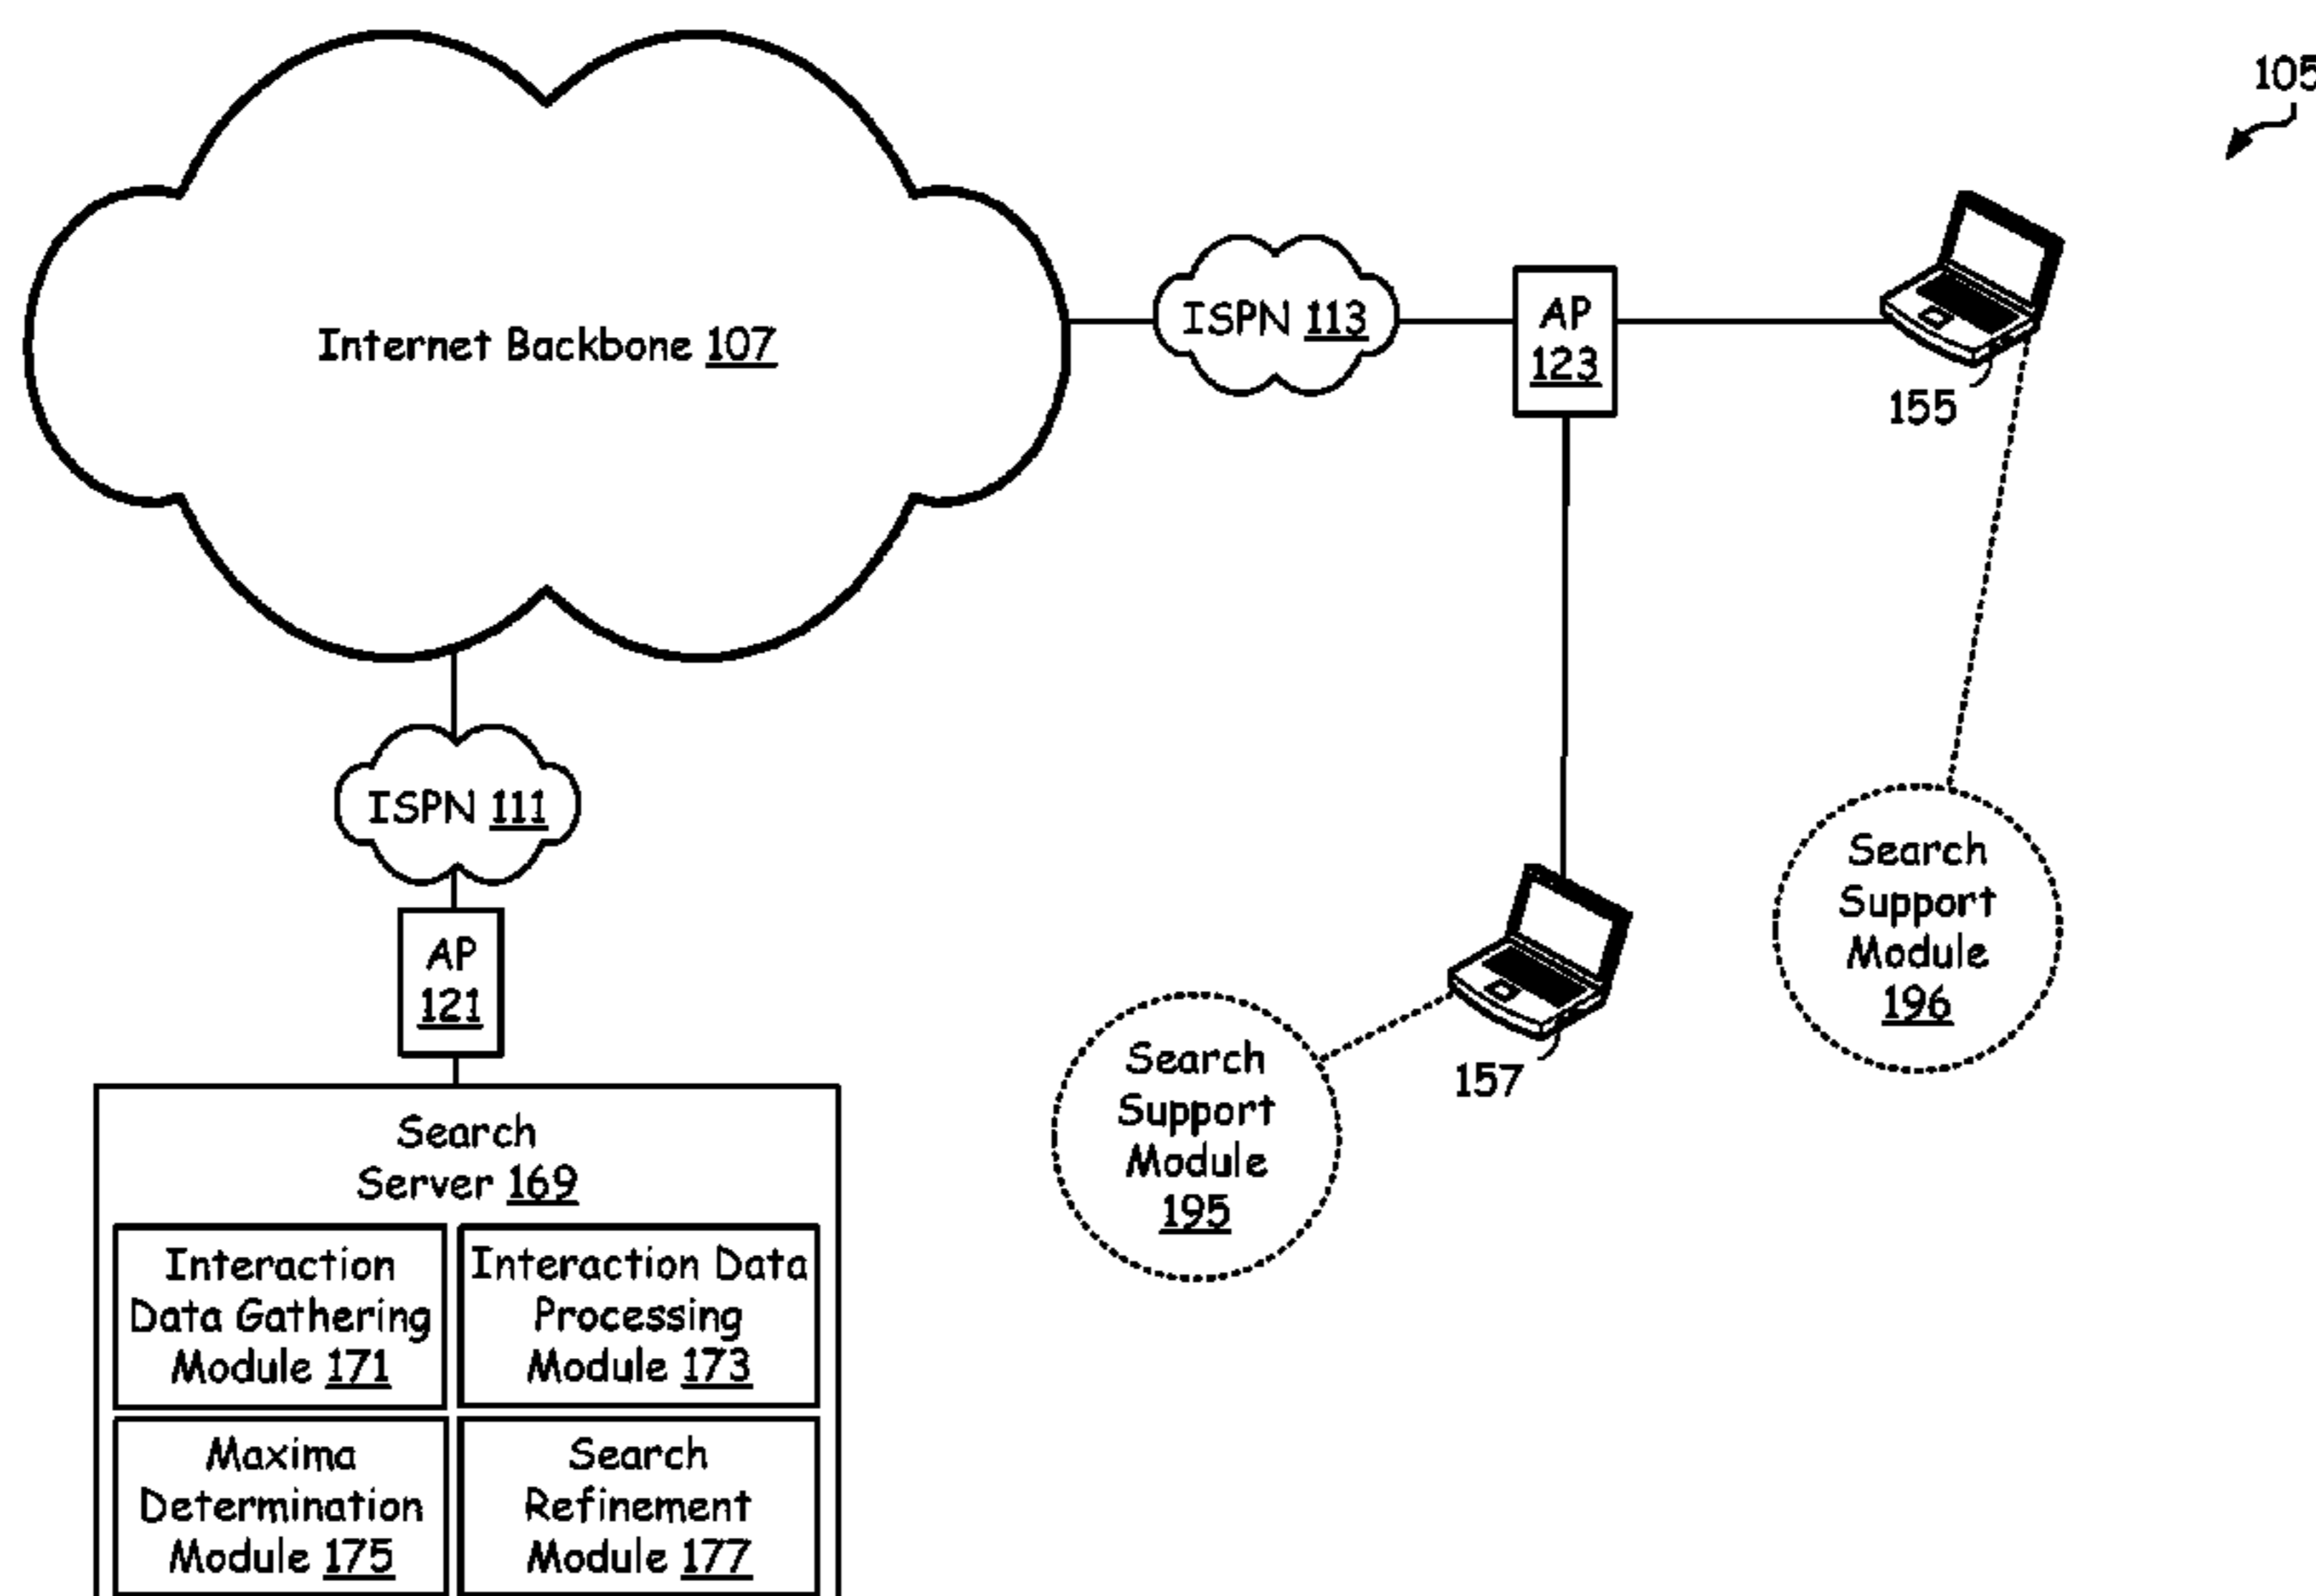 105
Internet Backbone 107
ISPN 113
AP
123
155
ISPN 111
AP
121
Search
Support
Module
196
157
Search
Support
Module
195
Search
Server 169
Interaction
Data Gathering
Module 171
Interaction Data
Processing
Module 173
Maxima
Determination
Module 175
Search
Refinement
Module 177